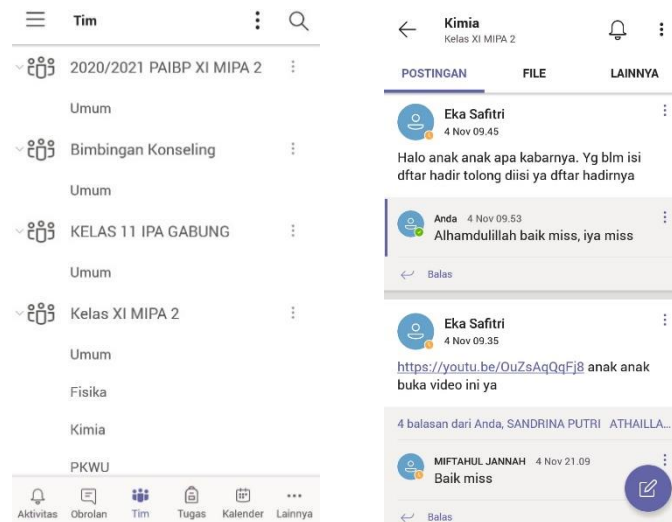 Tim
2020/2021 PAIBP XI MIPA 2
Umum
Bimbingan Konseling
Umum
KELAS 11 IPA GABUNG
Umum
Kelas XI MIPA 2
Umum
Fisika
Kimia
PKWU
Aktivitas Obrolan Tim Tugas Kalender Lainnya
Kimia
Kelas XI MIPA 2
POSTINGAN FILE LAINNYA
Eka Safitri
4 Nov 09.45
Halo anak anak apa kabarnya. Yg blm isi
dftar hadir tolong diisi ya dftar hadirnya
Anda 4 Nov 09.53
Alhamdulillah baik miss, iya miss
Balas
Eka Safitri
4 Nov 09.35
https://youtu.be/OuZsAqQqFj8 anak anak
buka video ini ya
4 balasan dari Anda, SANDRINA PUTRI ATHAILLA...
MIFTAHUL JANNAH 4 Nov 21.09
Baik miss
Balas